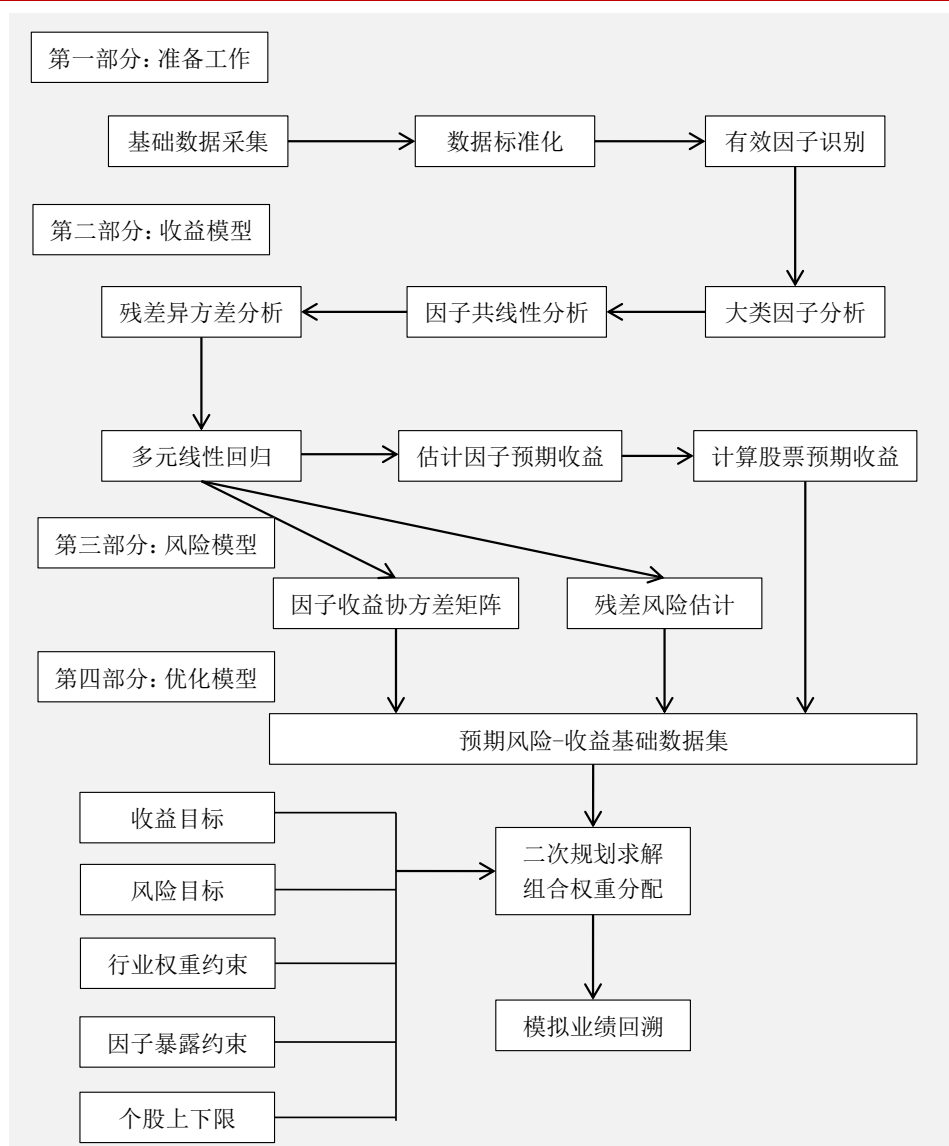 第一部分：准备工作
基础数据采集
数据标准化
有效因子识别
第二部分：收益模型
残差异方差分析
因子共线性分析
大类因子分析
多元线性回归
估计因子预期收益
计算股票预期收益
第三部分：风险模型
因子收益协方差矩阵
残差风险估计
第四部分：优化模型
预期风险-收益基础数据集
收益目标
二次规划求解
组合权重分配
风险目标
行业权重约束
模拟业绩回溯
因子暴露约束
个股上下限